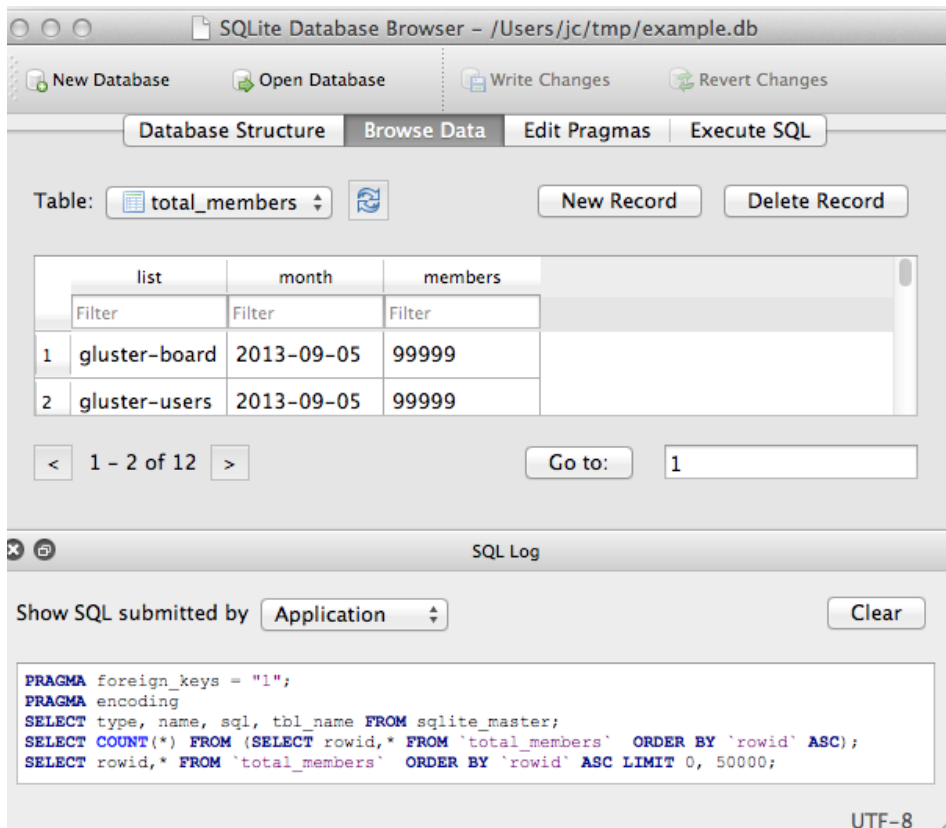 SQLite Database Browser – /Users/jc/tmp/example.db
New Database Open Database Write Changes Revert Changes
Database Structure Browse Data Edit Pragmas Execute SQL
Table: total_members New Record Delete Record
list month members
Filter Filter Filter
1 gluster-board 2013-09-05 99999
2 gluster-users 2013-09-05 99999
< 1 - 2 of 12 > Go to: 1
SQL Log
Show SQL submitted by Application Clear
PRAGMA foreign_keys = "1";
PRAGMA encoding
SELECT type, name, sql, tbl_name FROM sqlite_master;
SELECT COUNT(*) FROM (SELECT rowid,* FROM `total_members`  ORDER BY `rowid` ASC);
SELECT rowid,* FROM `total_members`  ORDER BY `rowid` ASC LIMIT 0, 50000;
UTF-8